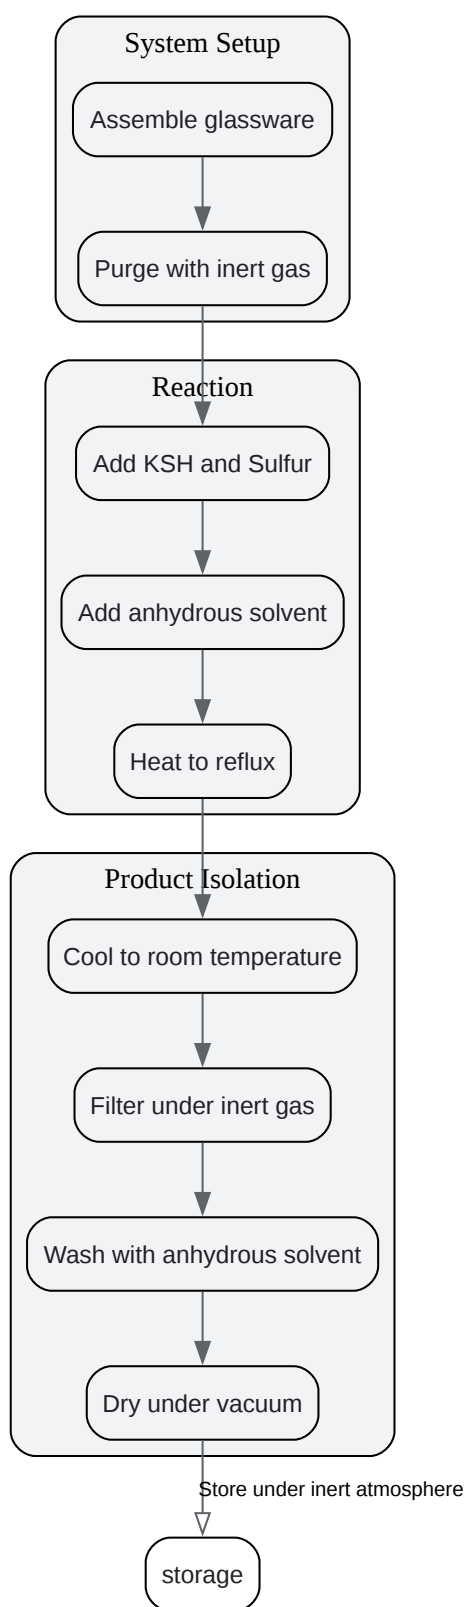 System Setup
Assemble glassware
Purge with inert gas
Reaction
Add KSH and Sulfur
Add anhydrous solvent
Heat to reflux
Product Isolation
Cool to room temperature
Filter under inert gas
Wash with anhydrous solvent
Dry under vacuum
Store under inert atmosphere
storage